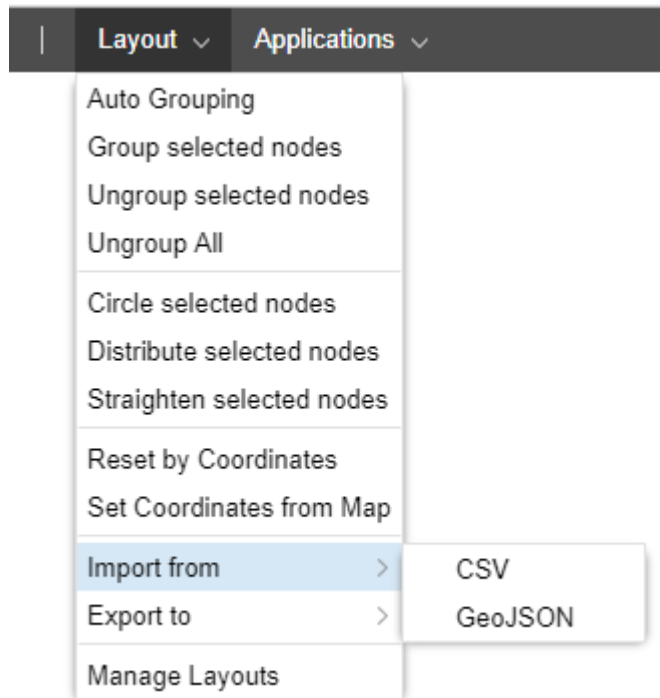 | Layout Applications
Auto Grouping
Group selected nodes
Ungroup selected nodes
Ungroup All
Circle selected nodes
Distribute selected nodes
Straighten selected nodes
Reset by Coordinates
Set Coordinates from Map
Import from > CSV
Export to > GeoJSON
Manage Layouts